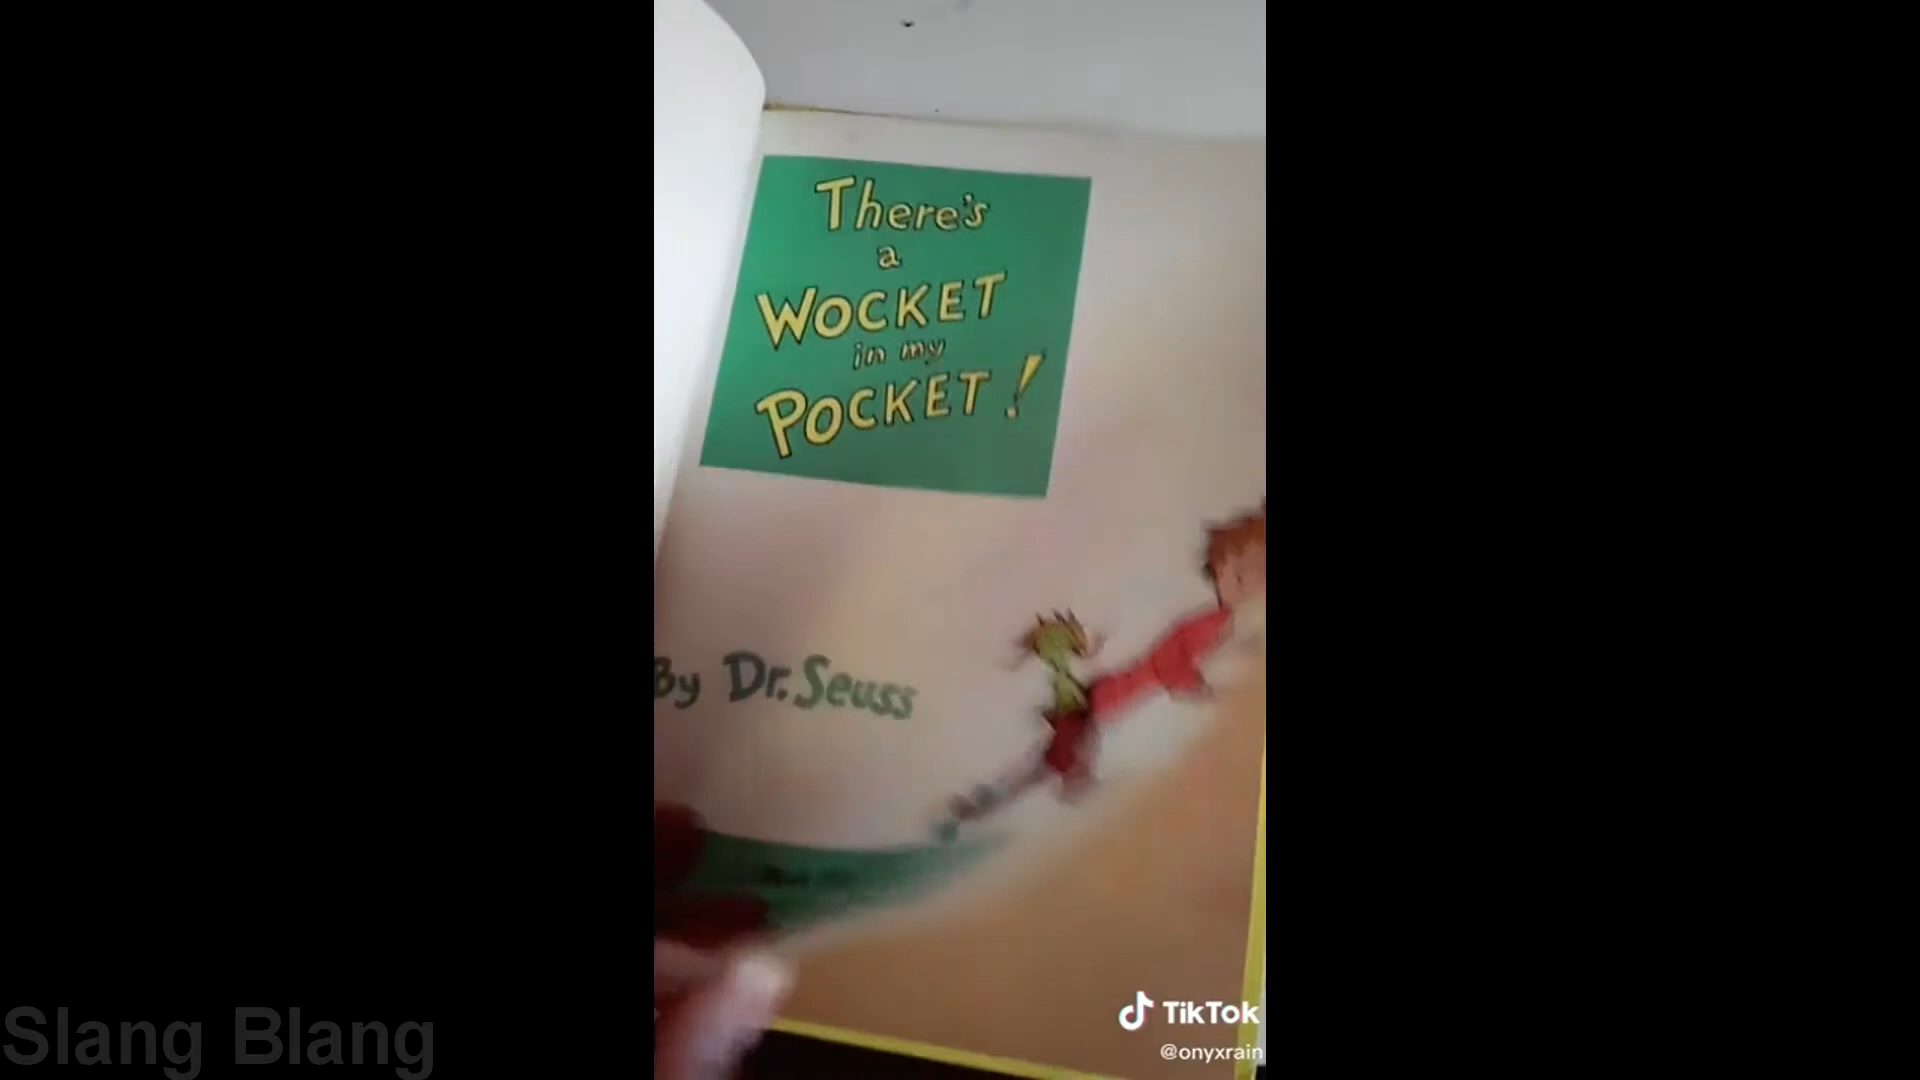 There's
a
WOCKET
in my
POCKET!
By Dr. Seuss
TikTok
@onyxrain
Slang Blang